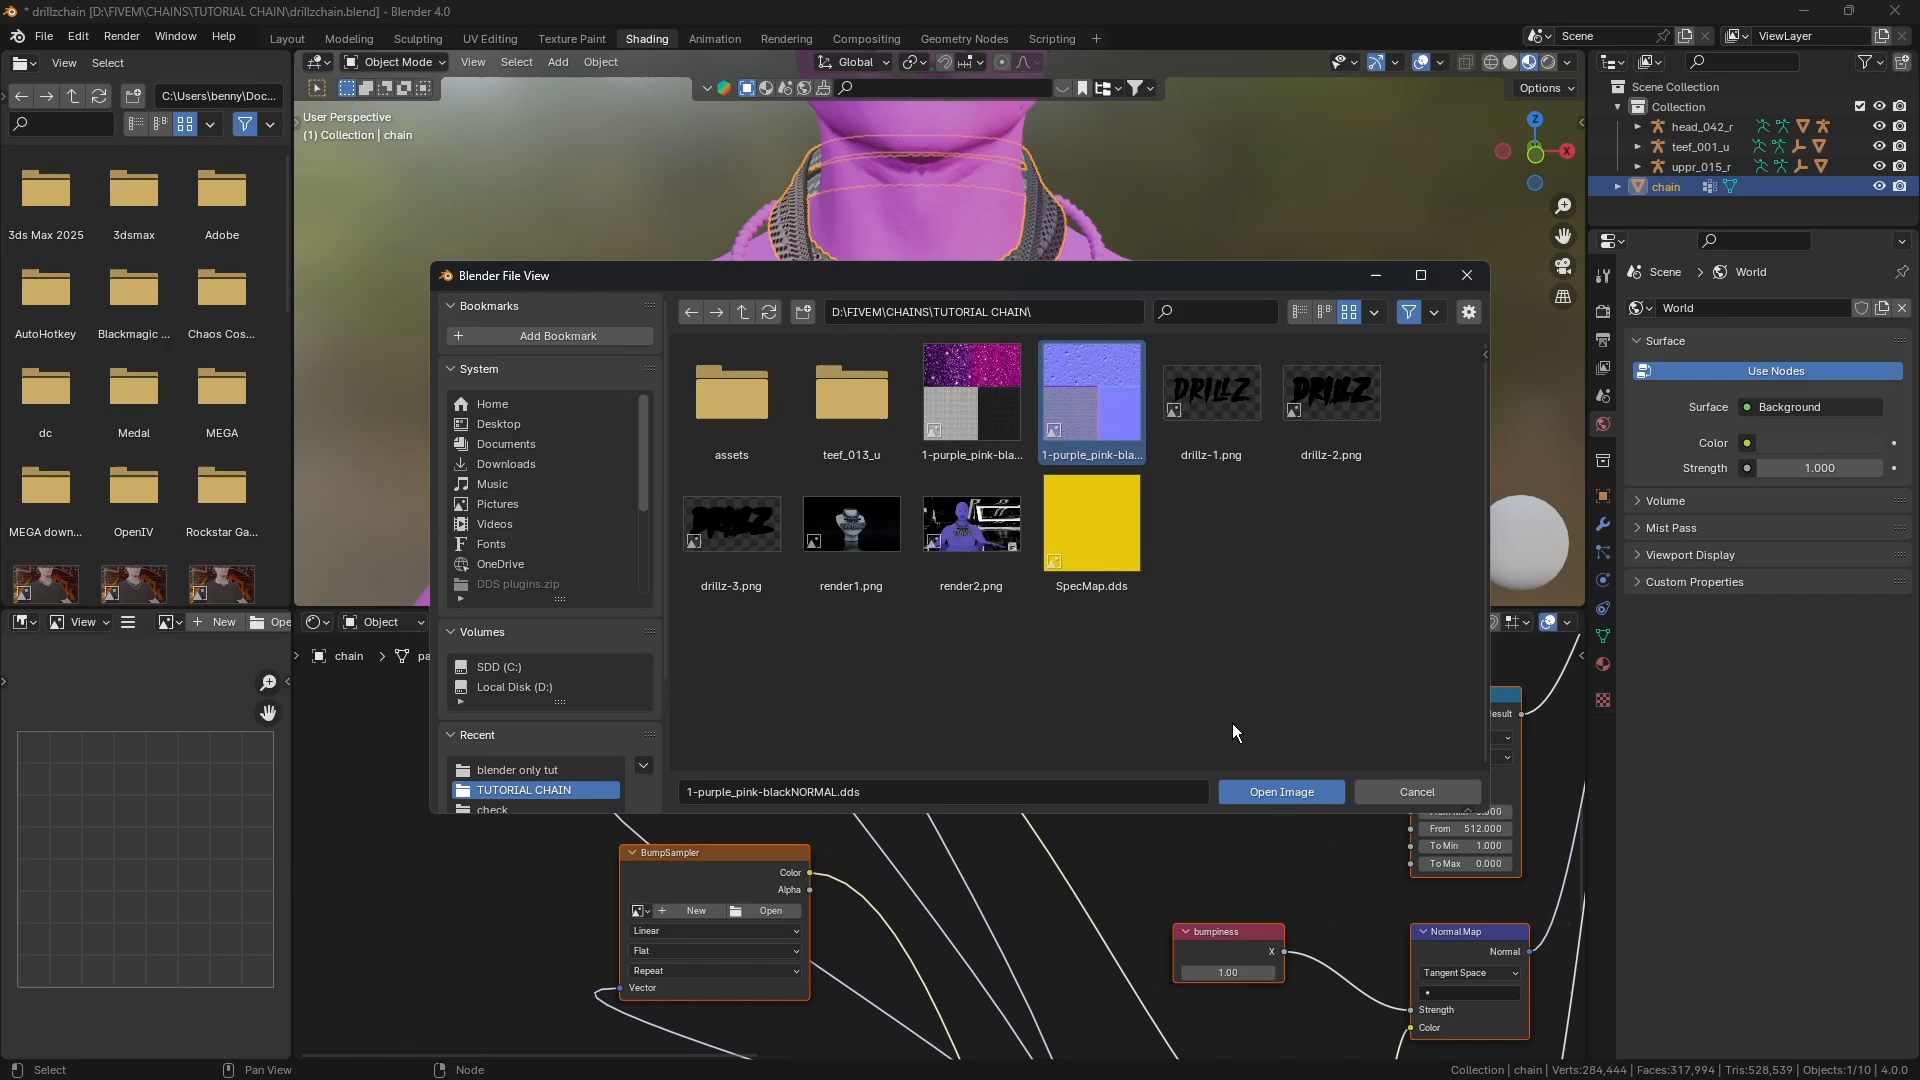 * drillzchain [D:\FIVEM\CHAINS\TUTORIAL CHAIN\drillzchain.blend] - Blender 4.0
File Edit Render Window Help
Layout Modeling Sculpting UV Editing Texture Paint Shading Animation Rendering Compositing Geometry Nodes Scripting +
Scene
ViewLayer
View Select
C:\Users\benny\Doc...
3ds Max 2025
3dsmax
Adobe
AutoHotkey
Blackmagic ...
Chaos Cos...
dc
Medal
MEGA
MEGA down...
OpenIV
Rockstar Ga...
Object Mode View Select Add Object
Global
Options
User Perspective
(1) Collection | chain
Z
X
Blender File View
Bookmarks
Add Bookmark
System
Home
Desktop
Documents
Downloads
Music
Pictures
Videos
Fonts
OneDrive
DDS plugins.zip
Volumes
SDD (C:)
Local Disk (D:)
Recent
blender only tut
TUTORIAL CHAIN
check
D:\FIVEM\CHAINS\TUTORIAL CHAIN\
DRILLZ
DRILLZ
assets
teef_013_u
1-purple_pink-bla...
1-purple_pink-bla...
drillz-1.png
drillz-2.png
DRILLZ
drillz-3.png
render1.png
render2.png
SpecMap.dds
1-purple_pink-blackNORMAL.dds
Open Image
Cancel
View
New
Ope
Object
chain
pa
BumpSampler
Color
Alpha
New
Open
Linear
Flat
Repeat
Vector
bumpiness
X
1.00
esult
From 512.000
To Min 1.000
To Max 0.000
Normal Map
Normal
Tangent Space
Strength
Color
Scene Collection
Collection
head_042_r
teef_001_u
uppr_015_r
chain
Scene
World
World
Surface
Use Nodes
Surface
Background
Color
Strength
1.000
Volume
Mist Pass
Viewport Display
Custom Properties
Select
Pan View
Node
Collection | chain | Verts:284,444 | Faces:317,994 | Tris:528,539 | Objects:1/10 | 4.0.0